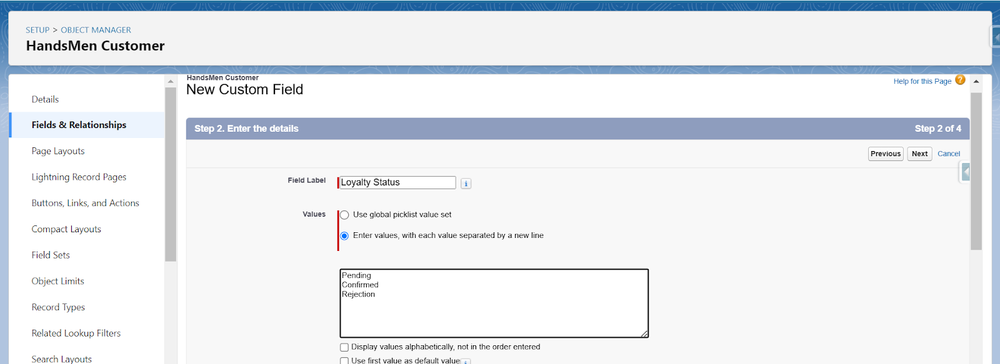 SETUP > OBJECT MANAGER
HandsMen Customer
Details
Fields & Relationships
Page Layouts
Lightning Record Pages
Buttons, Links, and Actions
Compact Layouts
Field Sets
Object Limits
Record Types
Related Lookup Filters
Search Layouts
HandsMen Customer
New Custom Field
Help for this Page ?
Step 2. Enter the details Step 2 of 4
Previous Next Cancel
Field Label Loyalty Status i
Values Use global picklist value set
Enter values, with each value separated by a new line
Pending
Confirmed
Rejection
Display values alphabetically, not in the order entered
Use first value as default value i